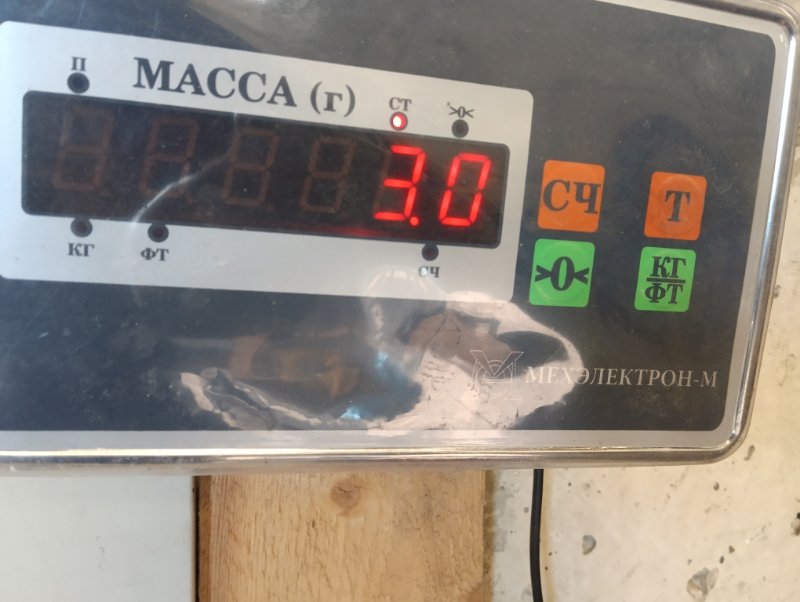 П
МАССА (г)
СТ
>0<
3.0
КГ
ФТ
СЧ
СЧ
Т
>0<
КГ
ФТ
МЕХЭЛЕКТРОН-М